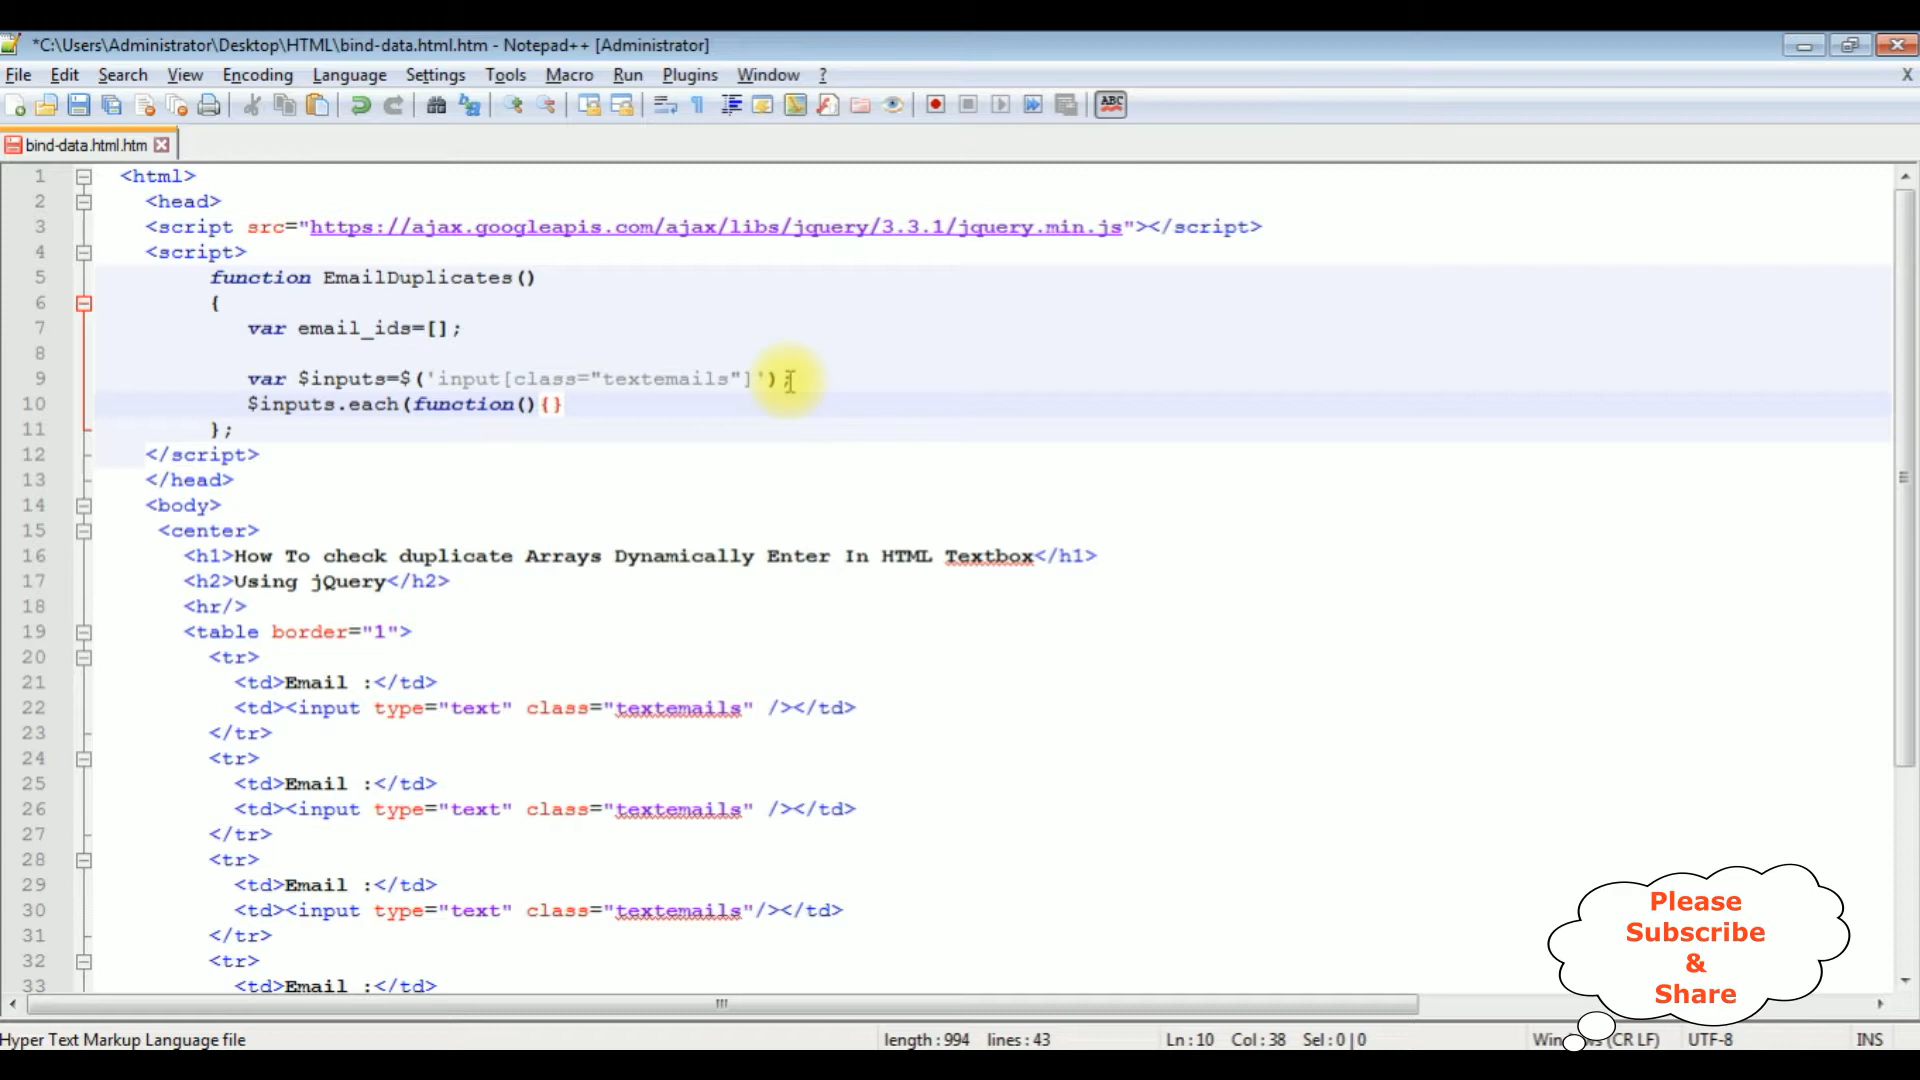 *C:\Users\Administrator\Desktop\HTML\bind-data.html.htm - Notepad++ [Administrator]
File Edit Search View Encoding Language Settings Tools Macro Run Plugins Window ? X
ABC
bind-data.html.htm
1 <html>
2 <head>
3 <script src="https://ajax.googleapis.com/ajax/libs/jquery/3.3.1/jquery.min.js"></script>
4 <script>
5 function EmailDuplicates()
6 {
7 var email_ids=[];
8
9 var $inputs=$('input[class="textemails"]');
10 $inputs.each(function(){}
11 };
12 </script>
13 </head>
14 <body>
15 <center>
16 <h1>How To check duplicate Arrays Dynamically Enter In HTML Textbox</h1>
17 <h2>Using jQuery</h2>
18 <hr/>
19 <table border="1">
20 <tr>
21 <td>Email :</td>
22 <td><input type="text" class="textemails" /></td>
23 </tr>
24 <tr>
25 <td>Email :</td>
26 <td><input type="text" class="textemails" /></td>
27 </tr>
28 <tr>
29 <td>Email :</td>
30 <td><input type="text" class="textemails"/></td>
31 </tr>
32 <tr>
33 <td>Email :</td>
Please
Subscribe
&
Share
Hyper Text Markup Language file length : 994 lines : 43 Ln : 10 Col : 38 Sel : 0 | 0 (CR LF) UTF-8 INS